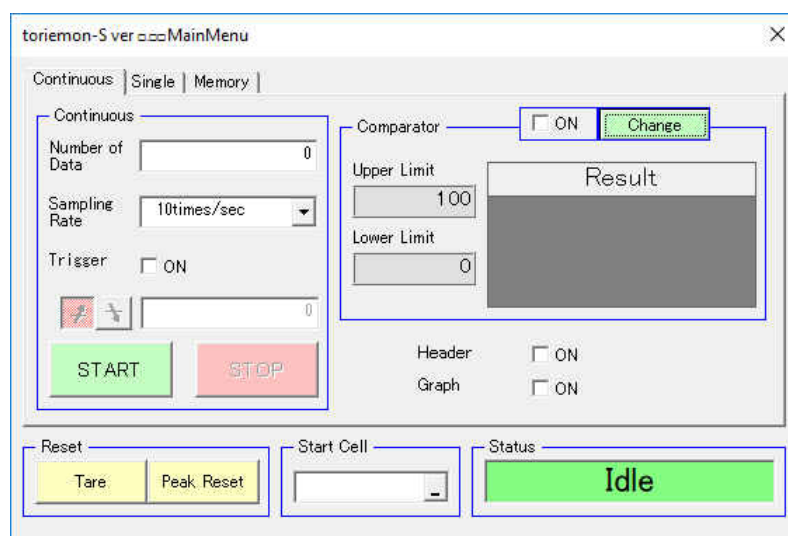 toriemon-S ver □.□□MainMenu
Continuous Single Memory
Continuous
Number of
Data
0
Sampling
Rate
10times/sec
Trigger
ON
0
START
STOP
Comparator
ON
Change
Upper Limit
100
Lower Limit
0
Result
Header
ON
Graph
ON
Reset
Tare
Peak Reset
Start Cell
Status
Idle